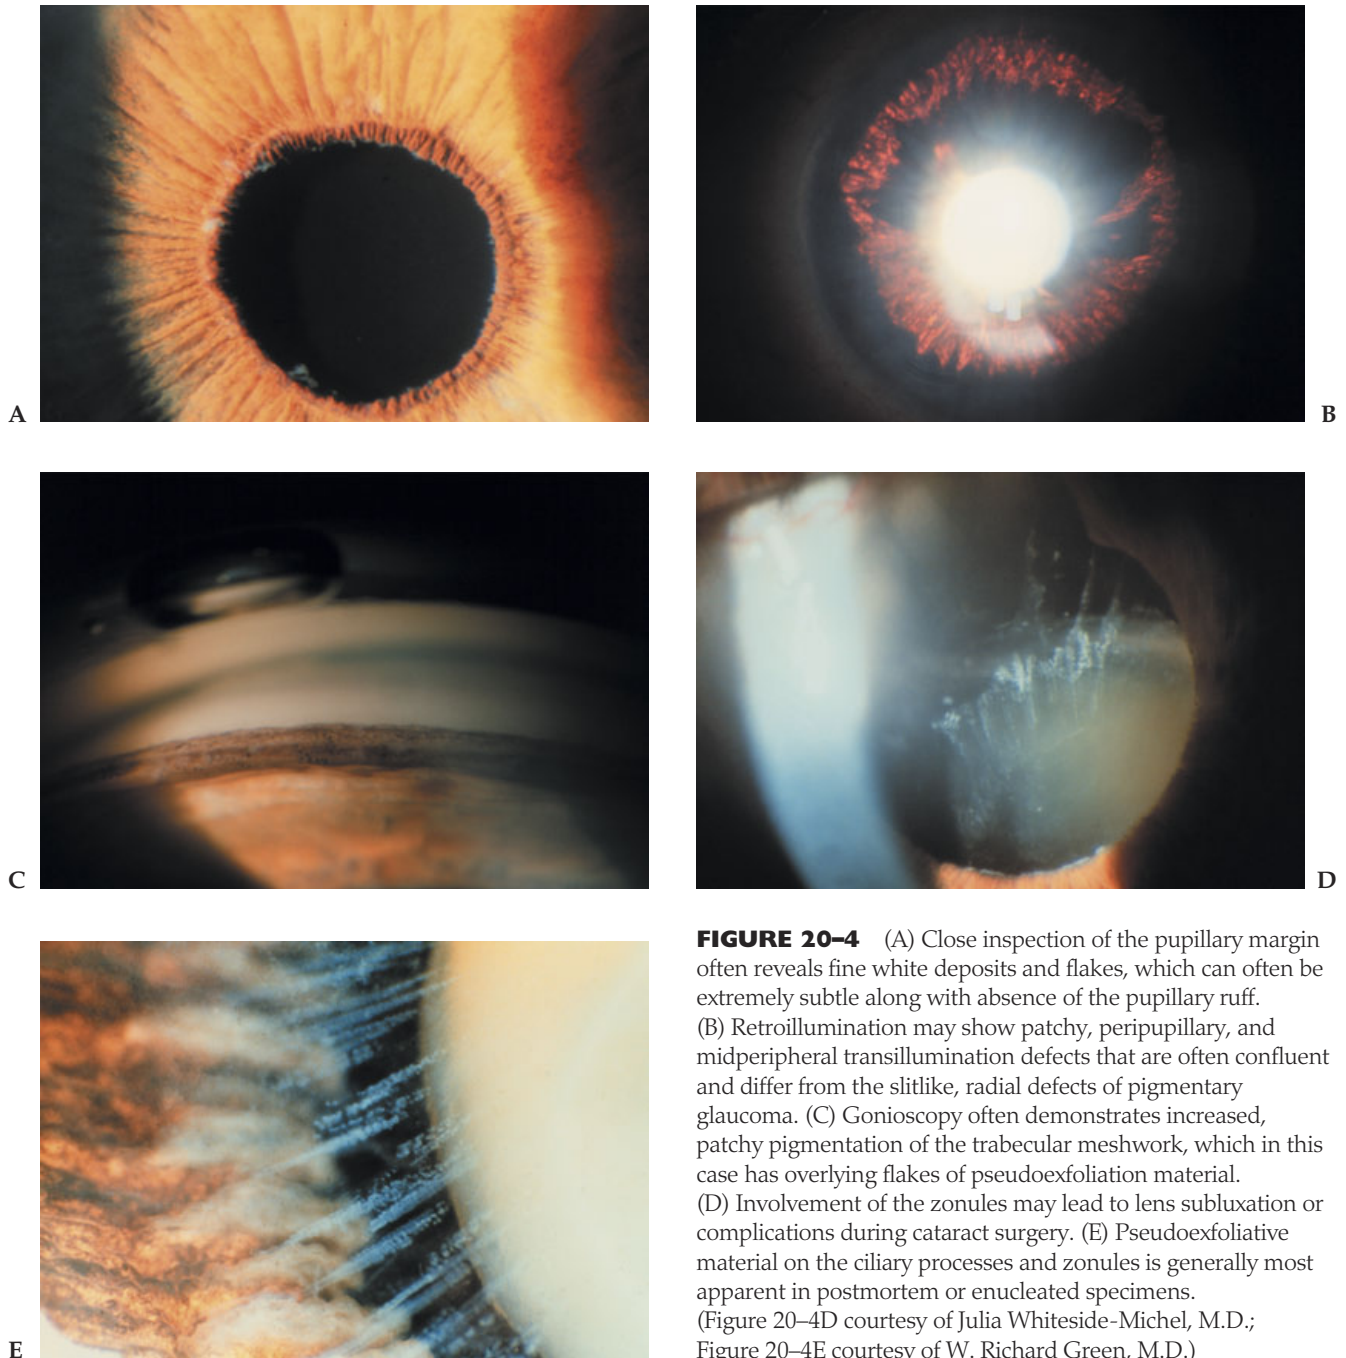 A
B
C
D
E
FIGURE 20–4 (A) Close inspection of the pupillary margin
often reveals fine white deposits and flakes, which can often be
extremely subtle along with absence of the pupillary ruff.
(B) Retroillumination may show patchy, peripupillary, and
midperipheral transillumination defects that are often confluent
and differ from the slitlike, radial defects of pigmentary
glaucoma. (C) Gonioscopy often demonstrates increased,
patchy pigmentation of the trabecular meshwork, which in this
case has overlying flakes of pseudoexfoliation material.
(D) Involvement of the zonules may lead to lens subluxation or
complications during cataract surgery. (E) Pseudoexfoliative
material on the ciliary processes and zonules is generally most
apparent in postmortem or enucleated specimens.
(Figure 20–4D courtesy of Julia Whiteside-Michel, M.D.;
Figure 20–4E courtesy of W. Richard Green, M.D.)